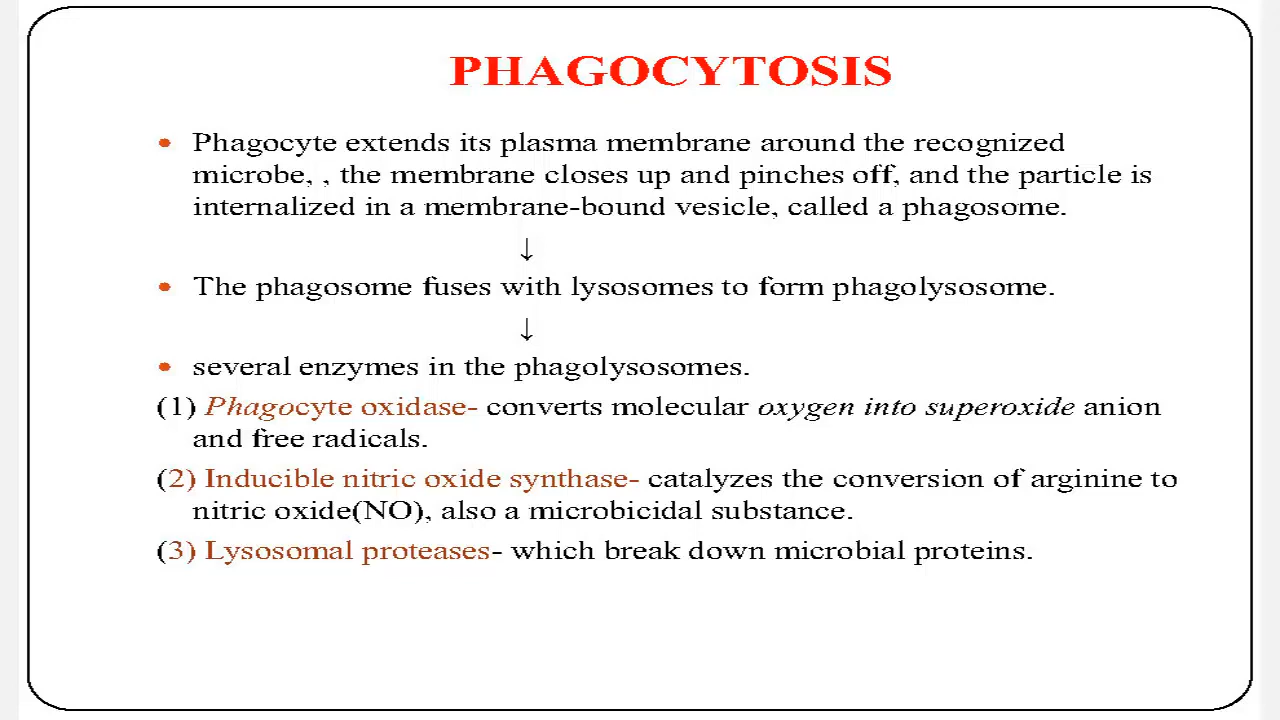 PHAGOCYTOSIS
• Phagocyte extends its plasma membrane around the recognized
microbe, , the membrane closes up and pinches off, and the particle is
internalized in a membrane-bound vesicle, called a phagosome.
↓
• The phagosome fuses with lysosomes to form phagolysosome.
↓
• several enzymes in the phagolysosomes.
(1) Phagocyte oxidase- converts molecular oxygen into superoxide anion
and free radicals.
(2) Inducible nitric oxide synthase- catalyzes the conversion of arginine to
nitric oxide(NO), also a microbicidal substance.
(3) Lysosomal proteases- which break down microbial proteins.